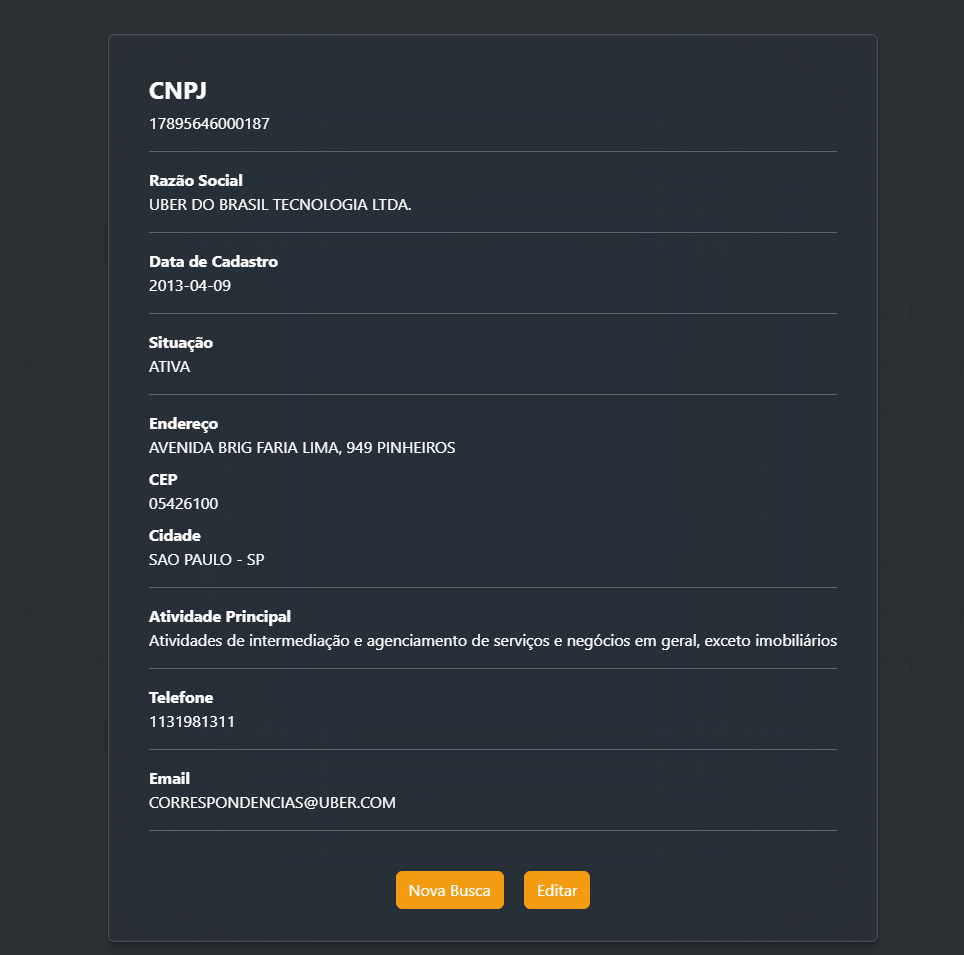 CNPJ
17895646000187
Razão Social
UBER DO BRASIL TECNOLOGIA LTDA.
Data de Cadastro
2013-04-09
Situação
ATIVA
Endereço
AVENIDA BRIG FARIA LIMA, 949 PINHEIROS
CEP
05426100
Cidade
SAO PAULO - SP
Atividade Principal
Atividades de intermediação e agenciamento de serviços e negócios em geral, exceto imobiliários
Telefone
1131981311
Email
CORRESPONDENCIAS@UBER.COM
Nova Busca
Editar